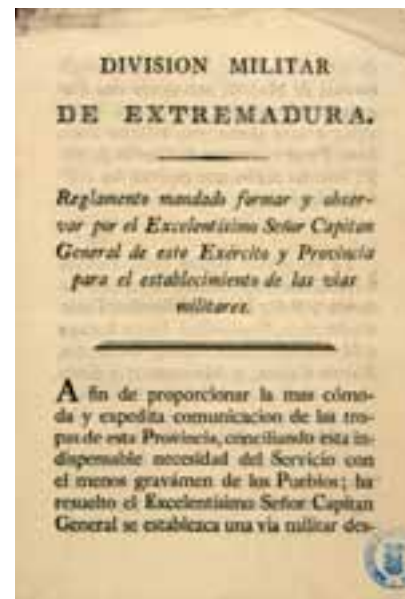 DIVISION MILITAR
DE EXTREMADURA.
Reglamento mandado formar y obser-
var por el Excelentísimo Señor Capitan
General de este Exército y Provincia
para el establecimiento de las vias
militares.
A fin de proporcionar la mas cómo-
da y expedita comunicacion de las tro-
pas de esta Provincia, conciliando esta in-
dispensable necesidad del Servicio con
el menos gravámen de los Pueblos; ha
resuelto el Excelentísimo Señor Capitan
General se establezca una via militar des-